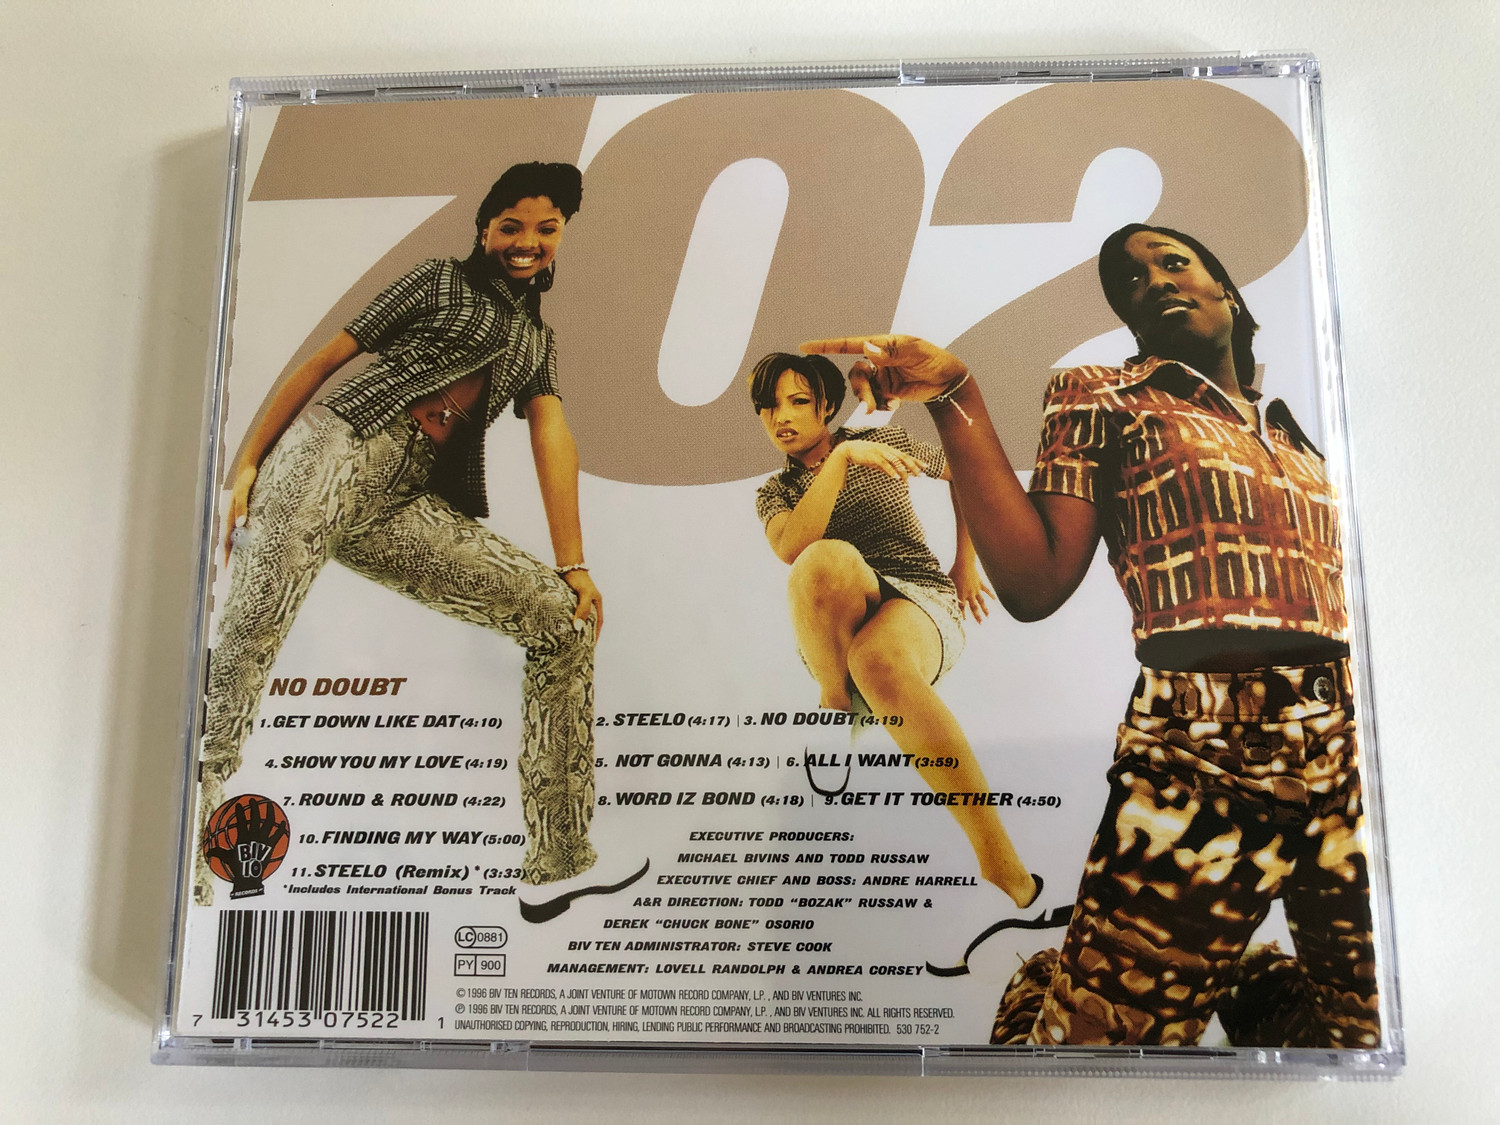 702
NO DOUBT
1. GET DOWN LIKE DAT (4:10) 2. STEELO (4:17) | 3. NO DOUBT (4:19)
4. SHOW YOU MY LOVE (4:19) 5. NOT GONNA (4:13) | 6. ALL I WANT (3:59)
7. ROUND & ROUND (4:22) 8. WORD IZ BOND (4:18) | 9. GET IT TOGETHER (4:50)
10. FINDING MY WAY (5:00)
11. STEELO (Remix) * (3:33)
*Includes International Bonus Track
BIV
10
RECORDS
EXECUTIVE PRODUCERS:
MICHAEL BIVINS AND TODD RUSSAW
EXECUTIVE CHIEF AND BOSS: ANDRE HARRELL
A&R DIRECTION: TODD "BOZAK" RUSSAW &
DEREK "CHUCK BONE" OSORIO
BIV TEN ADMINISTRATOR: STEVE COOK
MANAGEMENT: LOVELL RANDOLPH & ANDREA CORSEY
LC 0881
PY 900
© 1996 BIV TEN RECORDS, A JOINT VENTURE OF MOTOWN RECORD COMPANY, L.P. , AND BIV VENTURES INC.
℗ 1996 BIV TEN RECORDS, A JOINT VENTURE OF MOTOWN RECORD COMPANY, L.P. , AND BIV VENTURES INC. ALL RIGHTS RESERVED.
UNAUTHORISED COPYING, REPRODUCTION, HIRING, LENDING PUBLIC PERFORMANCE AND BROADCASTING PROHIBITED. 530 752-2
7 31453 07522 1